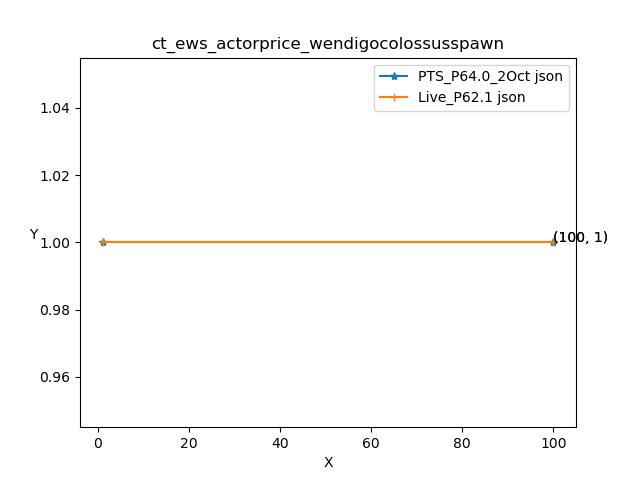 ct_ews_actorprice_wendigocolossusspawn
PTS_P64.0_2Oct json
Live_P62.1 json
1.04
1.02
1.00
0.98
0.96
Y
(100, 1)
0
20
40
60
80
100
X